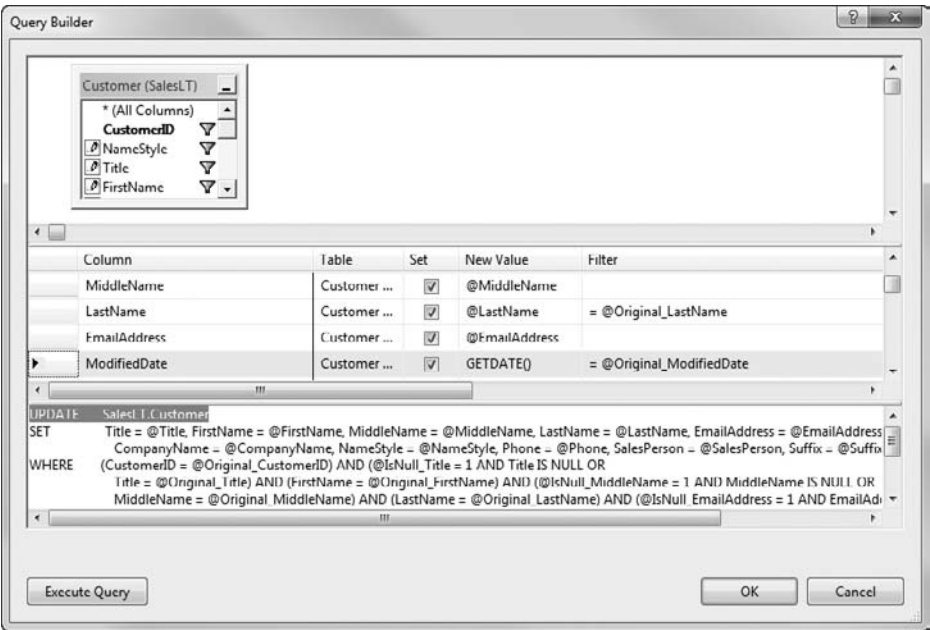 Query Builder
Customer (SalesLT)
* (All Columns)
CustomerID
NameStyle
Title
FirstName
Column Table Set New Value Filter
MiddleName Customer ... @MiddleName
LastName Customer ... @LastName = @Original_LastName
EmailAddress Customer ... @EmailAddress
ModifiedDate Customer ... GETDATE() = @Original_ModifiedDate
UPDATE SalesLT.Customer
SET Title = @Title, FirstName = @FirstName, MiddleName = @MiddleName, LastName = @LastName, EmailAddress = @EmailAddress
CompanyName = @CompanyName, NameStyle = @NameStyle, Phone = @Phone, SalesPerson = @SalesPerson, Suffix = @Suffix
WHERE (CustomerID = @Original_CustomerID) AND (@IsNull_Title = 1 AND Title IS NULL OR
Title = @Original_Title) AND (FirstName = @Original_FirstName) AND (@IsNull_MiddleName = 1 AND MiddleName IS NULL OR
MiddleName = @Original_MiddleName) AND (LastName = @Original_LastName) AND (@IsNull_EmailAddress = 1 AND EmailAd
Execute Query OK Cancel